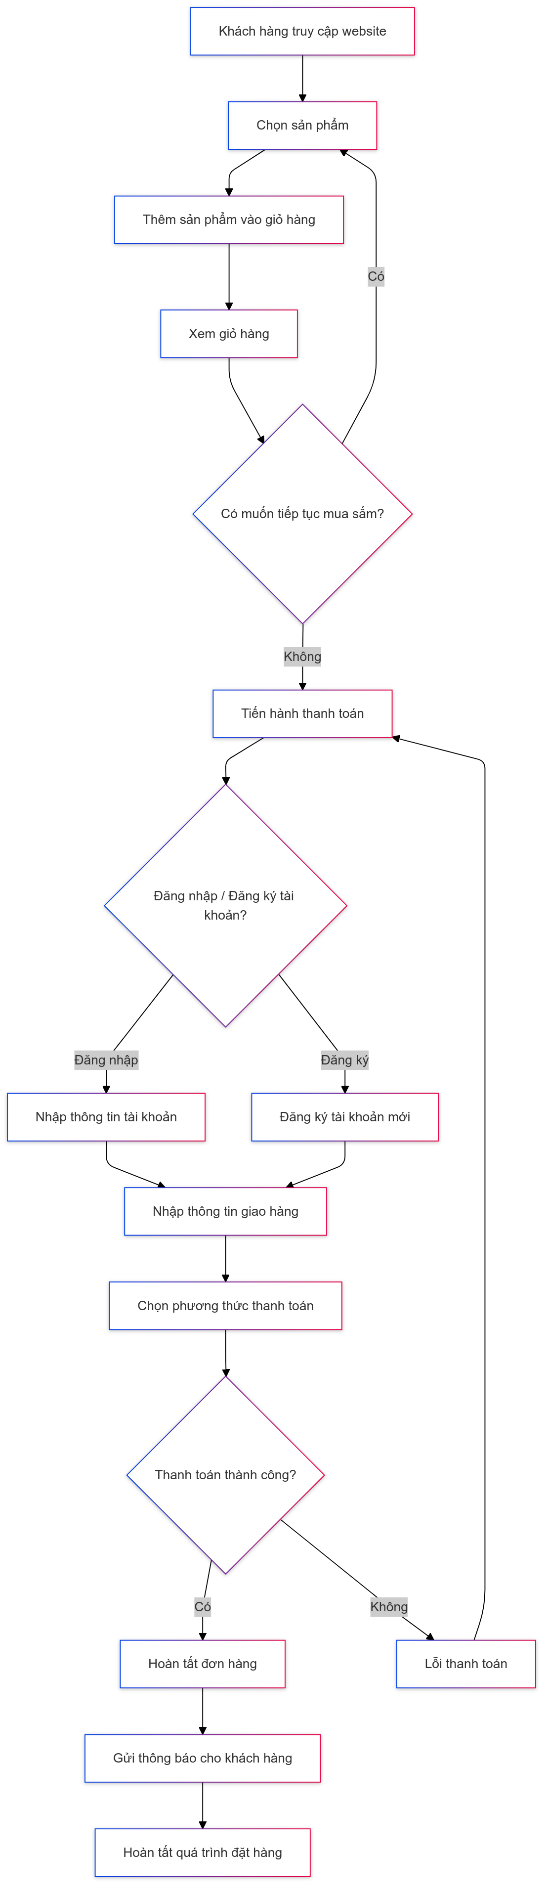 Khách hàng truy cập website
Chọn sản phẩm
Thêm sản phẩm vào giỏ hàng
Có
Xem giỏ hàng
Có muốn tiếp tục mua sắm?
Không
Tiến hành thanh toán
Đăng nhập / Đăng ký tài
khoản?
Đăng nhập
Đăng ký
Nhập thông tin tài khoản
Đăng ký tài khoản mới
Nhập thông tin giao hàng
Chọn phương thức thanh toán
Thanh toán thành công?
Có
Không
Hoàn tất đơn hàng
Lỗi thanh toán
Gửi thông báo cho khách hàng
Hoàn tất quá trình đặt hàng